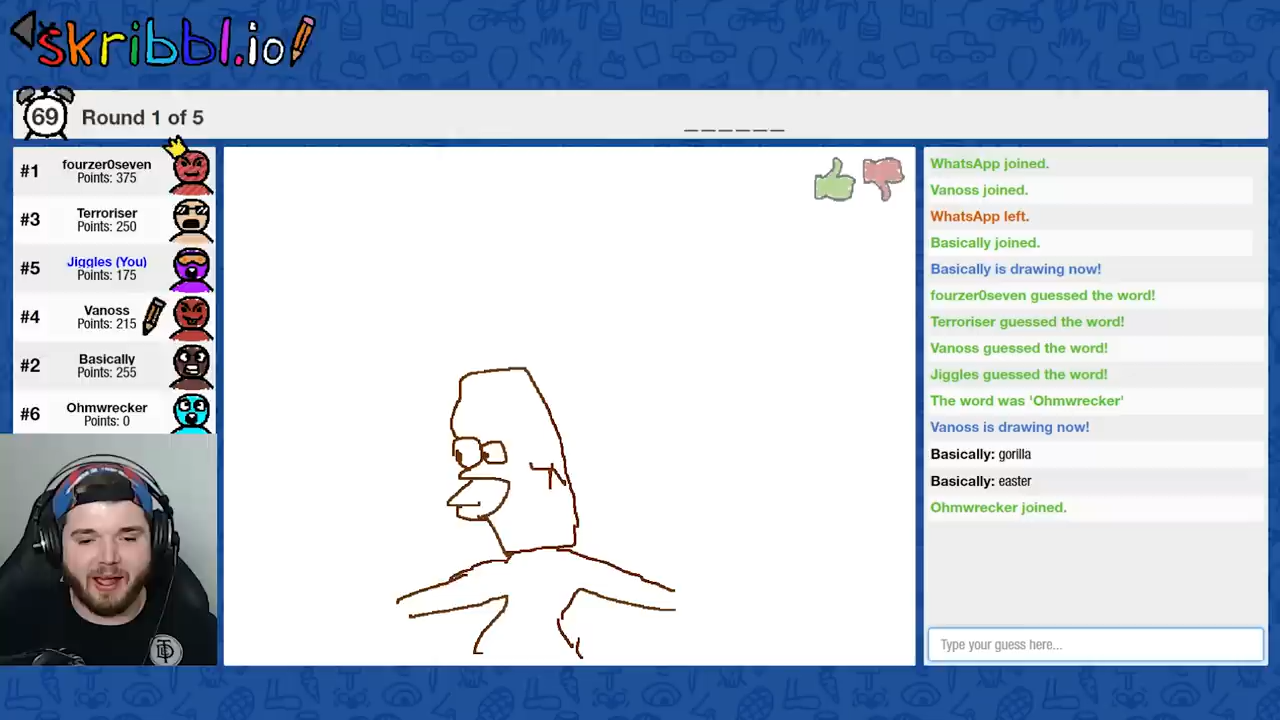 skribbl.io
69
Round 1 of 5
______
#1
fourzer0seven
Points: 375
#3
Terroriser
Points: 250
#5
Jiggles (You)
Points: 175
#4
Vanoss
Points: 215
#2
Basically
Points: 255
#6
Ohmwrecker
Points: 0
WhatsApp joined.
Vanoss joined.
WhatsApp left.
Basically joined.
Basically is drawing now!
fourzer0seven guessed the word!
Terroriser guessed the word!
Vanoss guessed the word!
Jiggles guessed the word!
The word was 'Ohmwrecker'
Vanoss is drawing now!
Basically: gorilla
Basically: easter
Ohmwrecker joined.
Type your guess here...